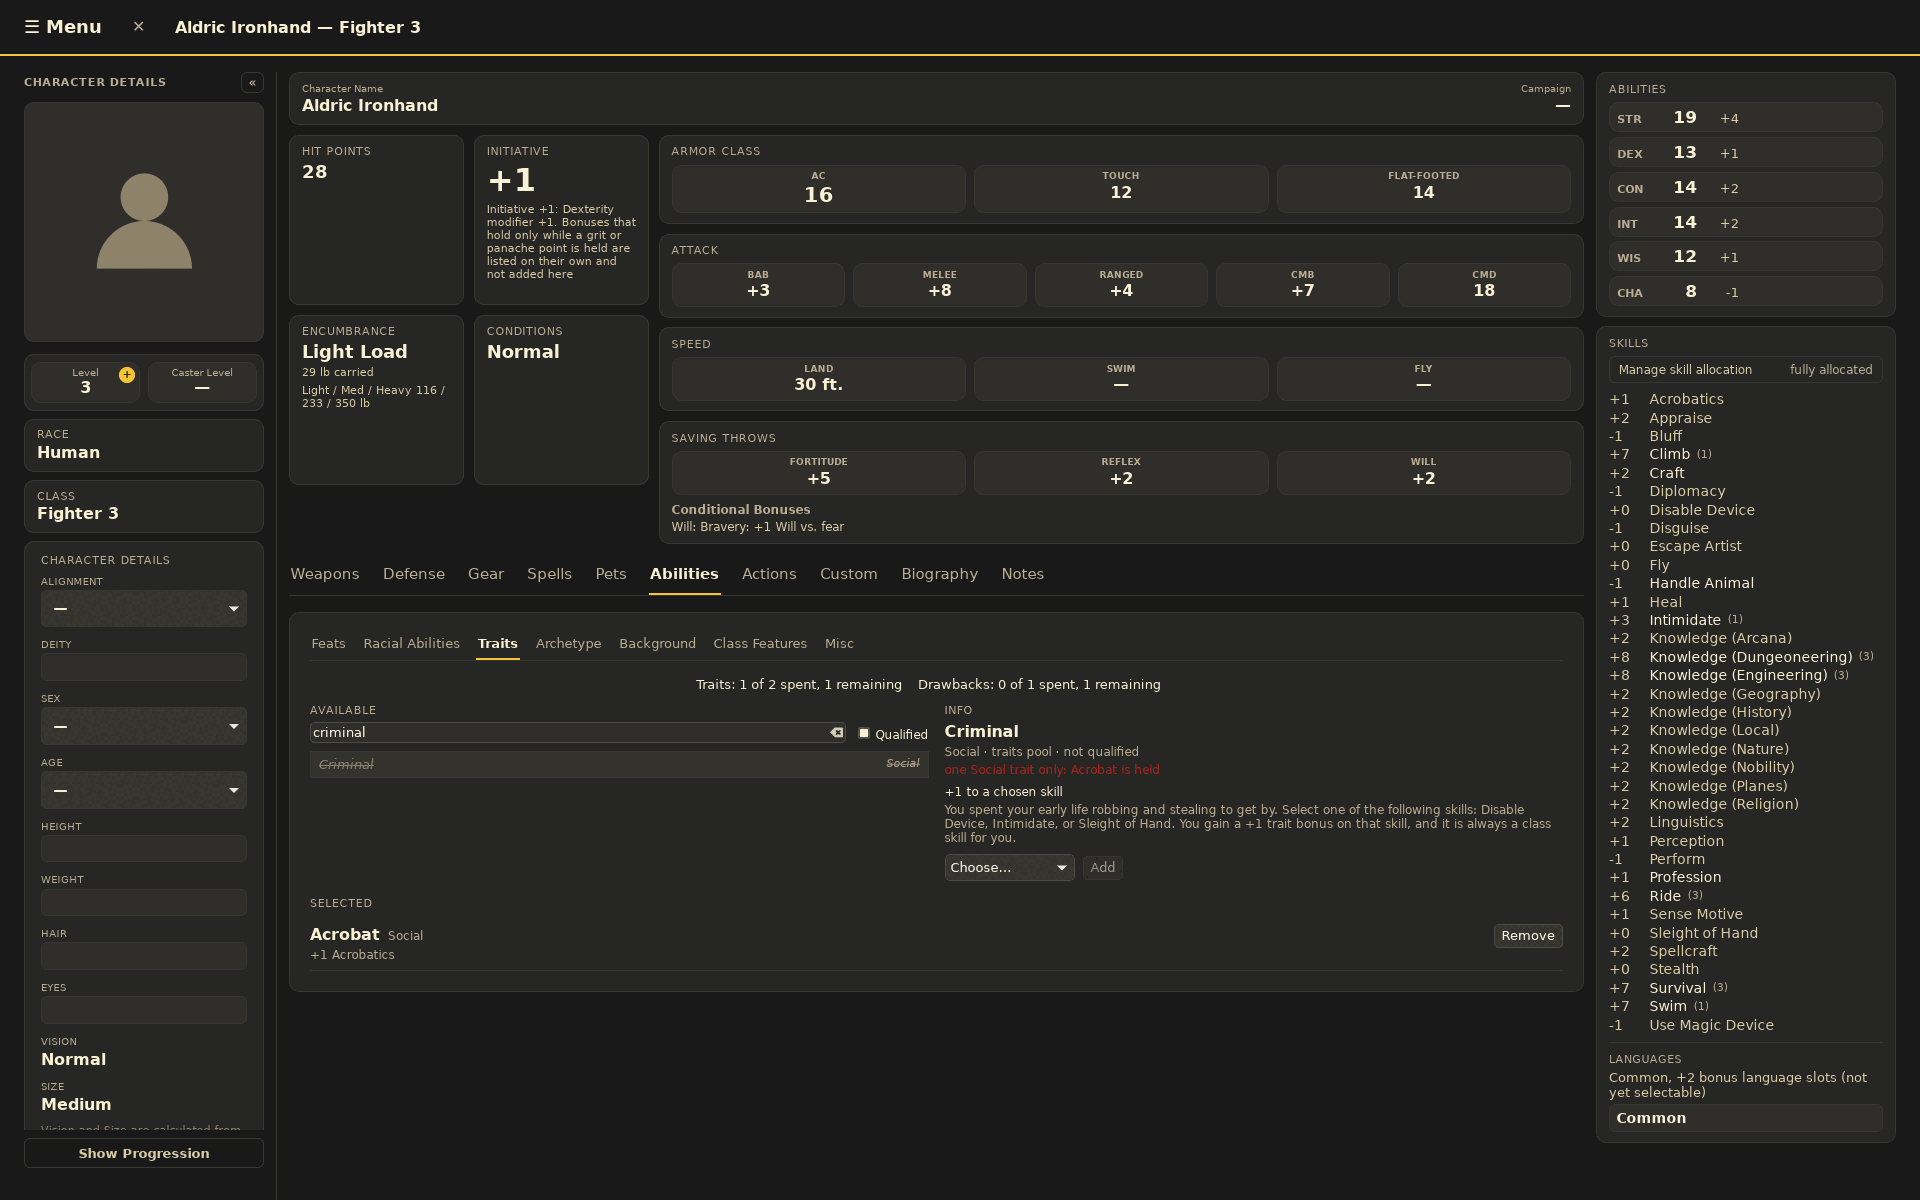 ☰ Menu
✕
Aldric Ironhand — Fighter 3
CHARACTER DETAILS
«
Level
3
+
Caster Level
—
RACE
Human
CLASS
Fighter 3
CHARACTER DETAILS
ALIGNMENT
—
DEITY
SEX
—
AGE
—
HEIGHT
WEIGHT
HAIR
EYES
VISION
Normal
SIZE
Medium
Vision and Size are calculated from
Show Progression
Character Name
Aldric Ironhand
Campaign
—
HIT POINTS
28
INITIATIVE
+1
Initiative +1: Dexterity
modifier +1. Bonuses that
hold only while a grit or
panache point is held are
listed on their own and
not added here
ENCUMBRANCE
Light Load
29 lb carried
Light / Med / Heavy 116 /
233 / 350 lb
CONDITIONS
Normal
ARMOR CLASS
AC
16
TOUCH
12
FLAT-FOOTED
14
ATTACK
BAB
+3
MELEE
+8
RANGED
+4
CMB
+7
CMD
18
SPEED
LAND
30 ft.
SWIM
—
FLY
—
SAVING THROWS
FORTITUDE
+5
REFLEX
+2
WILL
+2
Conditional Bonuses
Will: Bravery: +1 Will vs. fear
Weapons Defense Gear Spells Pets Abilities Actions Custom Biography Notes
Feats Racial Abilities Traits Archetype Background Class Features Misc
Traits: 1 of 2 spent, 1 remaining Drawbacks: 0 of 1 spent, 1 remaining
AVAILABLE
criminal
Qualified
Criminal Social
INFO
Criminal
Social · traits pool · not qualified
one Social trait only: Acrobat is held
+1 to a chosen skill
You spent your early life robbing and stealing to get by. Select one of the following skills: Disable
Device, Intimidate, or Sleight of Hand. You gain a +1 trait bonus on that skill, and it is always a class
skill for you.
Choose...
Add
SELECTED
Acrobat Social
+1 Acrobatics
Remove
ABILITIES
STR 19 +4
DEX 13 +1
CON 14 +2
INT 14 +2
WIS 12 +1
CHA 8 -1
SKILLS
Manage skill allocation fully allocated
+1 Acrobatics
+2 Appraise
-1 Bluff
+7 Climb (1)
+2 Craft
-1 Diplomacy
+0 Disable Device
-1 Disguise
+0 Escape Artist
+0 Fly
-1 Handle Animal
+1 Heal
+3 Intimidate (1)
+2 Knowledge (Arcana)
+8 Knowledge (Dungeoneering) (3)
+8 Knowledge (Engineering) (3)
+2 Knowledge (Geography)
+2 Knowledge (History)
+2 Knowledge (Local)
+2 Knowledge (Nature)
+2 Knowledge (Nobility)
+2 Knowledge (Planes)
+2 Knowledge (Religion)
+2 Linguistics
+1 Perception
-1 Perform
+1 Profession
+6 Ride (3)
+1 Sense Motive
+0 Sleight of Hand
+2 Spellcraft
+0 Stealth
+7 Survival (3)
+7 Swim (1)
-1 Use Magic Device
LANGUAGES
Common, +2 bonus language slots (not
yet selectable)
Common